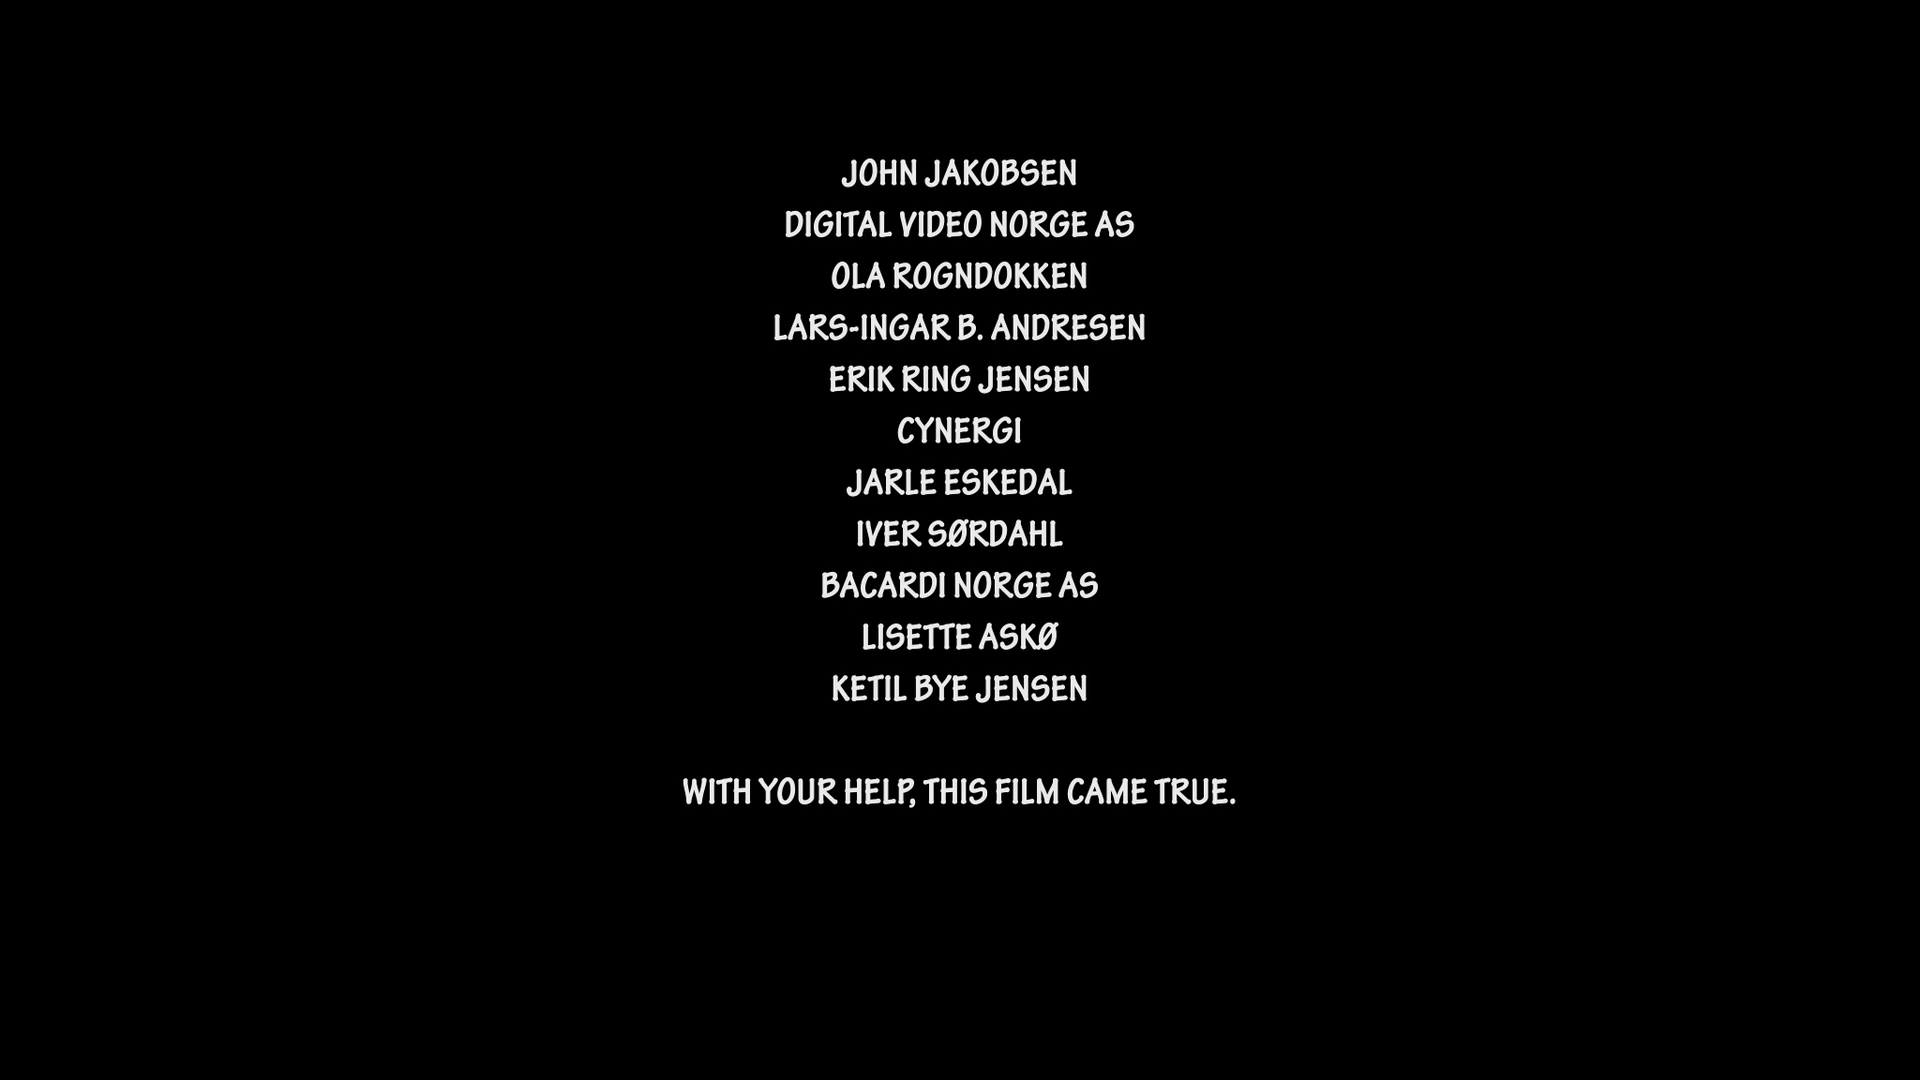 JOHN JAKOBSEN
DIGITAL VIDEO NORGE AS
OLA ROGNDOKKEN
LARS-INGAR B. ANDRESEN
ERIK RING JENSEN
CYNERGI
JARLE ESKEDAL
IVER SØRDAHL
BACARDI NORGE AS
LISETTE ASKØ
KETIL BYE JENSEN
WITH YOUR HELP, THIS FILM CAME TRUE.